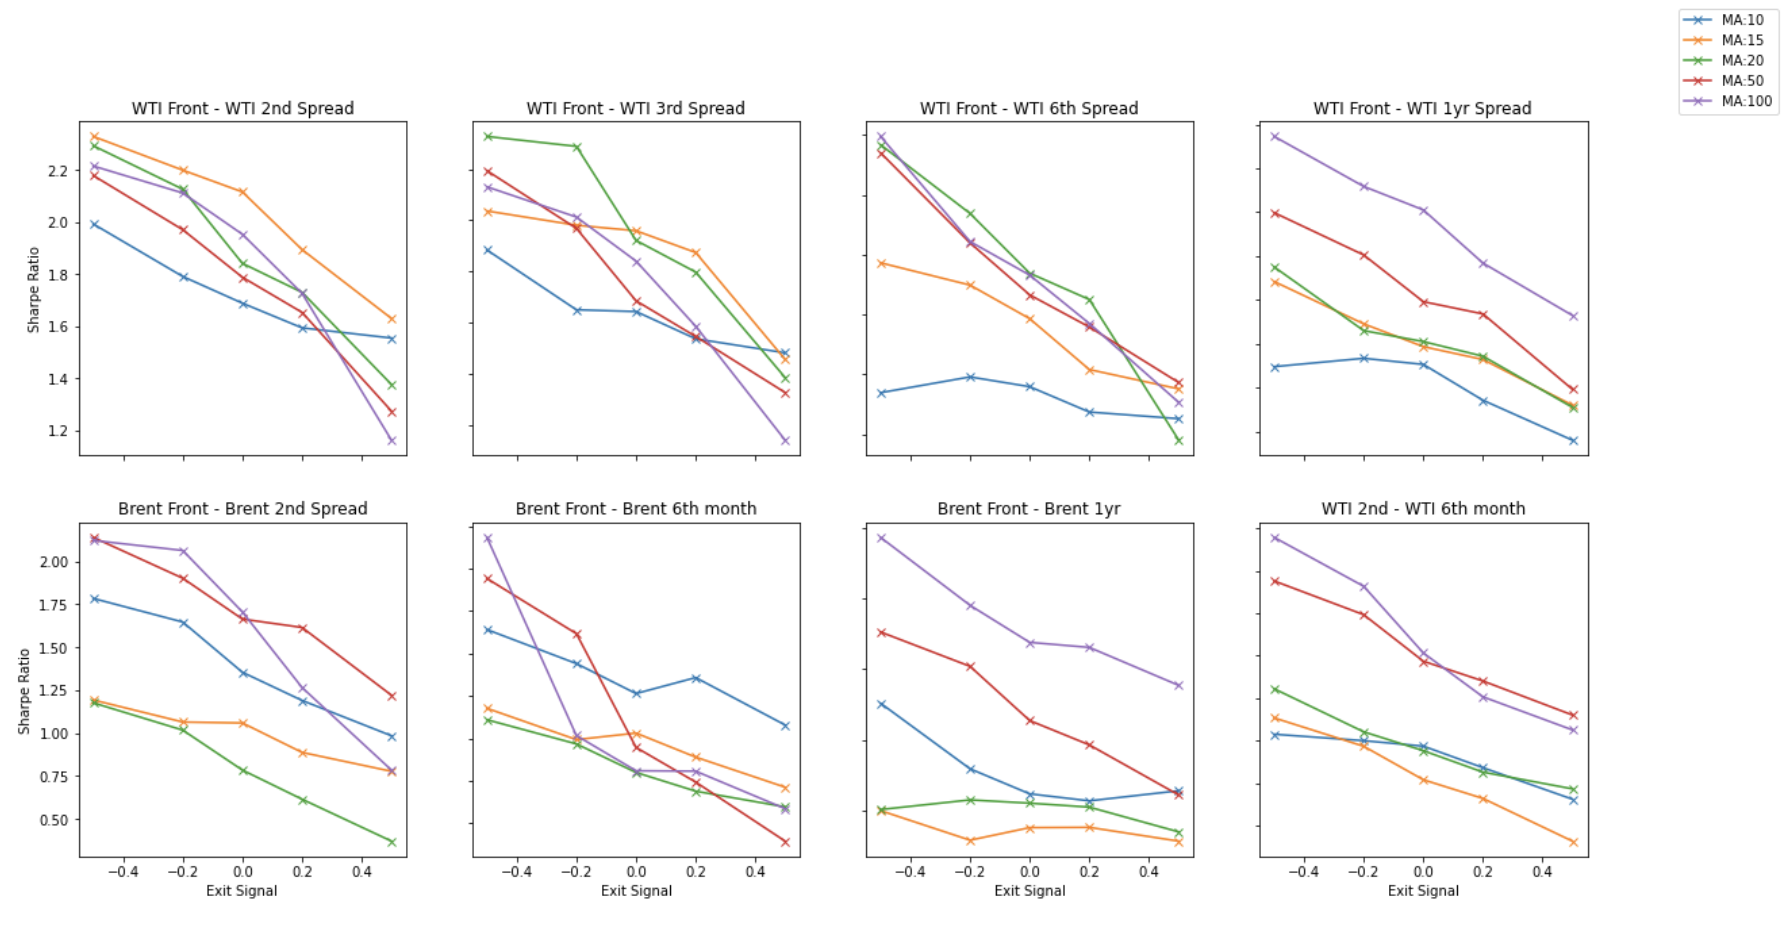 MA:10
MA:15
MA:20
MA:50
MA:100
WTI Front - WTI 2nd Spread
WTI Front - WTI 3rd Spread
WTI Front - WTI 6th Spread
WTI Front - WTI 1yr Spread
Sharpe Ratio
2.2
2.0
1.8
1.6
1.4
1.2
Brent Front - Brent 2nd Spread
Brent Front - Brent 6th month
Brent Front - Brent 1yr
WTI 2nd - WTI 6th month
Sharpe Ratio
2.00
1.75
1.50
1.25
1.00
0.75
0.50
−0.4 −0.2 0.0 0.2 0.4
−0.4 −0.2 0.0 0.2 0.4
−0.4 −0.2 0.0 0.2 0.4
−0.4 −0.2 0.0 0.2 0.4
Exit Signal
Exit Signal
Exit Signal
Exit Signal